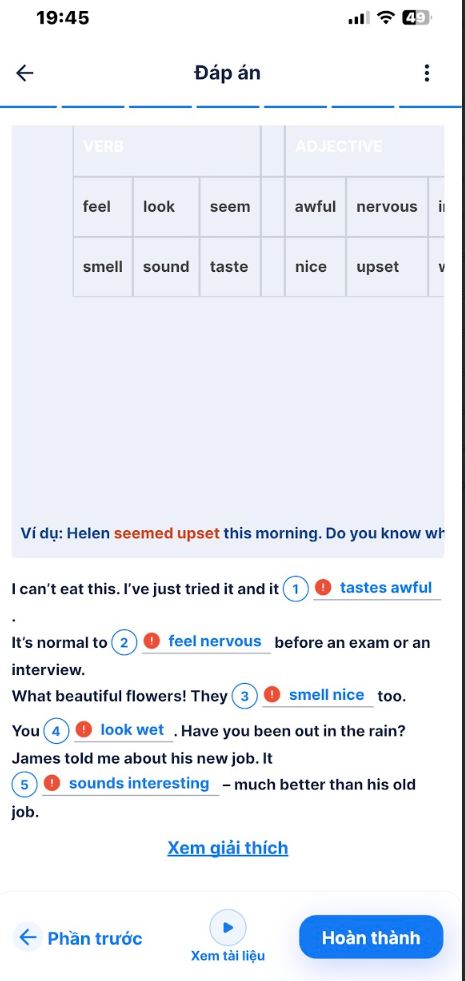 19:45
49
Đáp án
VERB ADJECTIVE
feel look seem awful nervous
smell sound taste nice upset
Ví dụ: Helen seemed upset this morning. Do you know
I can't eat this. I've just tried it and it 1 ! tastes awful
.
It's normal to 2 ! feel nervous before an exam or an
interview.
What beautiful flowers! They 3 ! smell nice too.
You 4 ! look wet . Have you been out in the rain?
James told me about his new job. It
5 ! sounds interesting – much better than his old
job.
Xem giải thích
Phần trước
Xem tài liệu
Hoàn thành